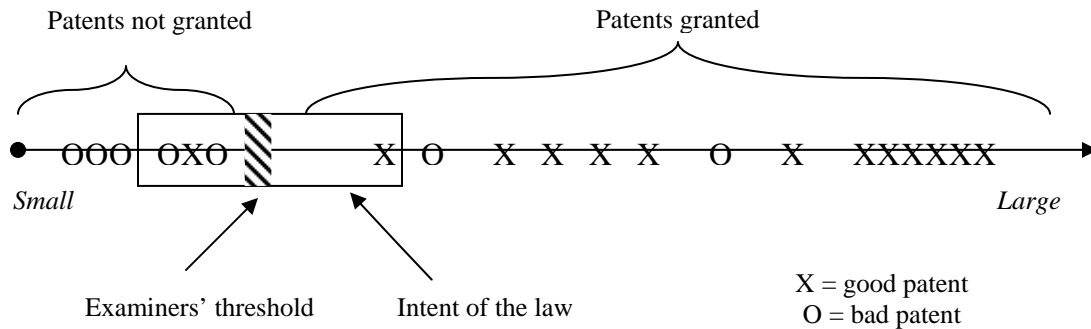 Patents not granted
Patents granted
OOO OXO X O X X X X O X XXXXXX
Small
Large
Examiners’ threshold
Intent of the law
X = good patent
O = bad patent